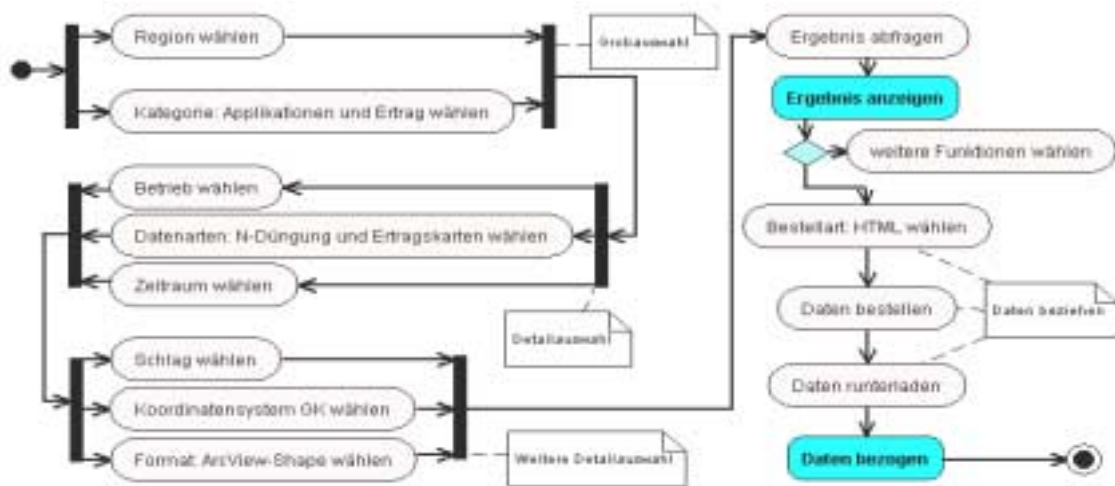 Region wählen
Grobauswahl
Kategorie: Applikationen und Ertrag wählen
Betrieb wählen
Datenarten: N-Düngung und Ertragskarten wählen
Zeitraum wählen
Detailauswahl
Schlag wählen
Koordinatensystem GK wählen
Format: ArcView-Shape wählen
Weitere Detailauswahl
Ergebnis abfragen
Ergebnis anzeigen
weitere Funktionen wählen
Bestellart: HTML wählen
Daten bestellen
Daten beziehen
Daten runterladen
Daten bezogen